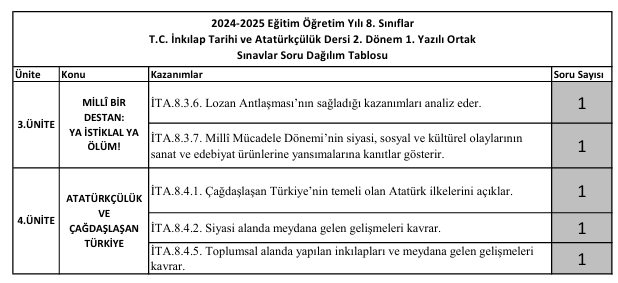 2024-2025 Eğitim Öğretim Yılı 8. Sınıflar
T.C. İnkılap Tarihi ve Atatürkçülük Dersi 2. Dönem 1. Yazılı Ortak
Sınavlar Soru Dağılım Tablosu
Ünite Konu Kazanımlar Soru Sayısı
3.ÜNİTE
MİLLÎ BİR
DESTAN:
YA İSTİKLAL YA
ÖLÜM!
İTA.8.3.6. Lozan Antlaşması’nın sağladığı kazanımları analiz eder.
1
İTA.8.3.7. Millî Mücadele Dönemi’nin siyasi, sosyal ve kültürel olaylarının
sanat ve edebiyat ürünlerine yansımalarına kanıtlar gösterir.
1
4.ÜNİTE
ATATÜRKÇÜLÜK
VE
ÇAĞDAŞLAŞAN
TÜRKİYE
İTA.8.4.1. Çağdaşlaşan Türkiye’nin temeli olan Atatürk ilkelerini açıklar.
1
İTA.8.4.2. Siyasi alanda meydana gelen gelişmeleri kavrar.
1
İTA.8.4.5. Toplumsal alanda yapılan inkılapları ve meydana gelen gelişmeleri
kavrar.
1